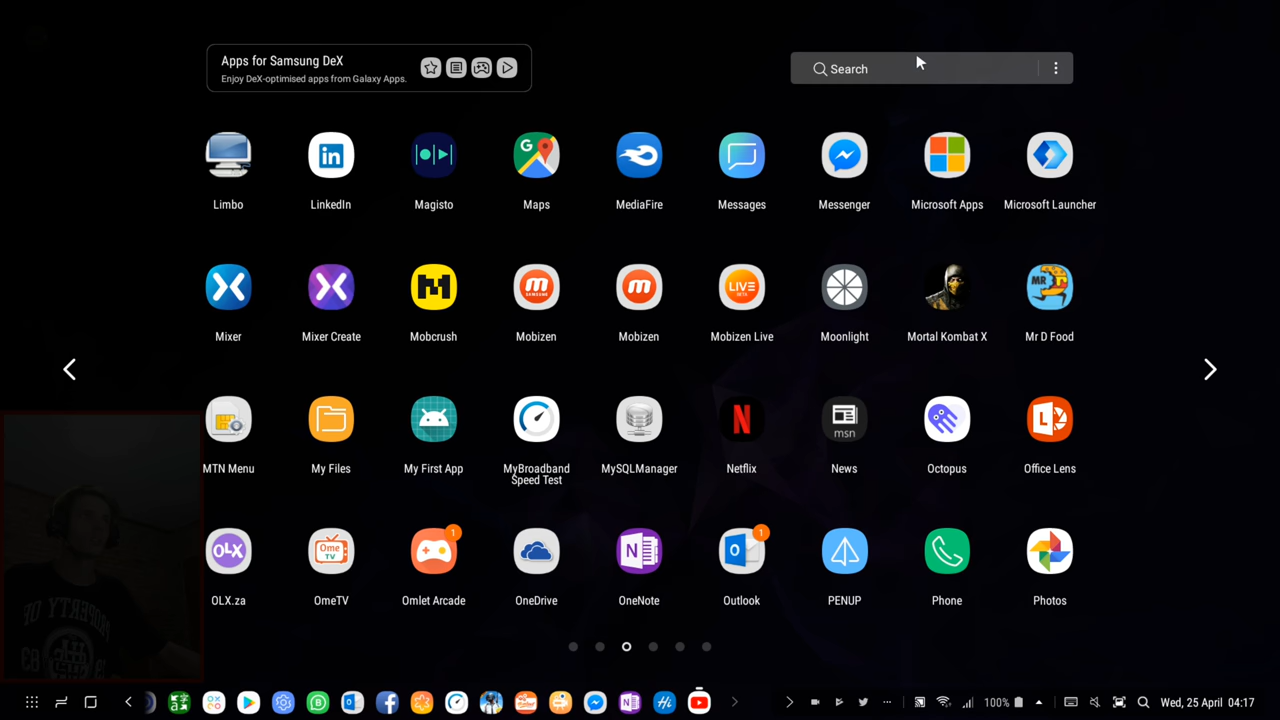 Apps for Samsung DeX
Enjoy DeX-optimised apps from Galaxy Apps.
Search
Limbo
LinkedIn
Magisto
Maps
MediaFire
Messages
Messenger
Microsoft Apps
Microsoft Launcher
Mixer
Mixer Create
Mobcrush
Mobizen
Mobizen
Mobizen Live
Moonlight
Mortal Kombat X
Mr D Food
MTN Menu
My Files
My First App
MyBroadband
Speed Test
MySQLManager
Netflix
News
Octopus
Office Lens
OLX.za
OmeTV
Omlet Arcade
OneDrive
OneNote
Outlook
PENUP
Phone
Photos
100%
Wed, 25 April
04:17